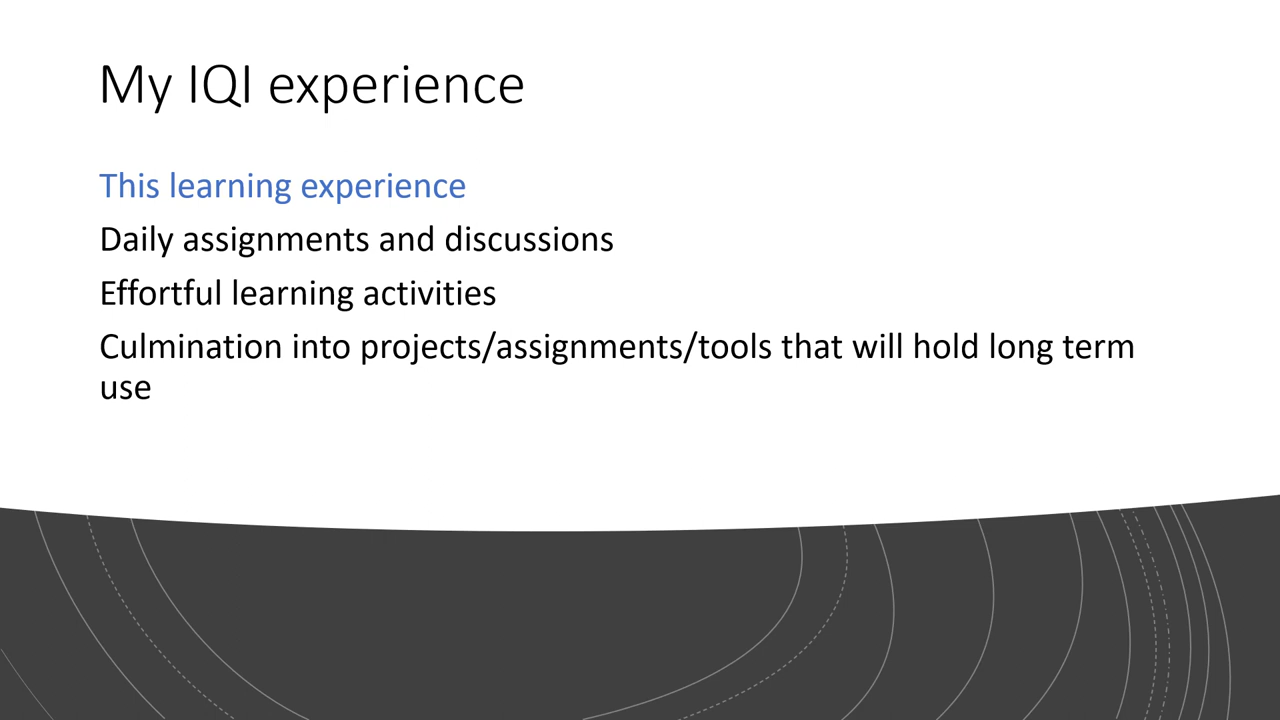 My IQI experience
This learning experience
Daily assignments and discussions
Effortful learning activities
Culmination into projects/assignments/tools that will hold long term
use